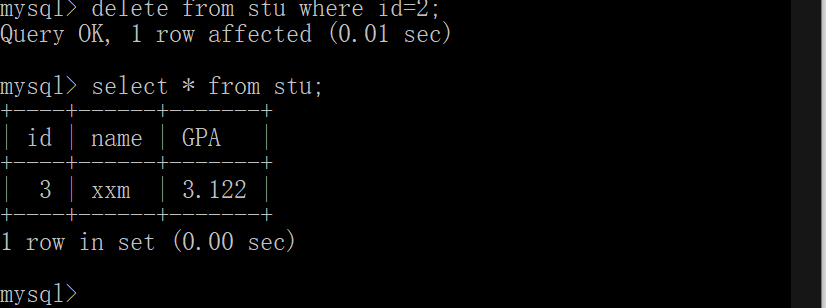 mysql> delete from stu where id=2;
Query OK, 1 row affected (0.01 sec)
mysql> select * from stu;
+----+------+-------+
| id | name | GPA   |
+----+------+-------+
|  3 | xxm  | 3.122 |
+----+------+-------+
1 row in set (0.00 sec)
mysql>